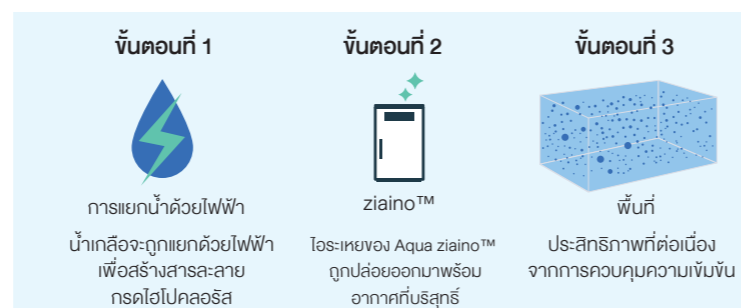 ขั้นตอนที่ 1
การแยกน้ำด้วยไฟฟ้า
น้ำเกลือจะถูกแยกด้วยไฟฟ้า
เพื่อสร้างสารละลาย
กรดไฮโปคลอรัส
ขั้นตอนที่ 2
ziaino™
ไอระเหยของ Aqua ziaino™
ถูกปล่อยออกมาพร้อม
อากาศที่บริสุทธิ์
ขั้นตอนที่ 3
พื้นที่
ประสิทธิภาพที่ต่อเนื่อง
จากการควบคุมความเข้มข้น